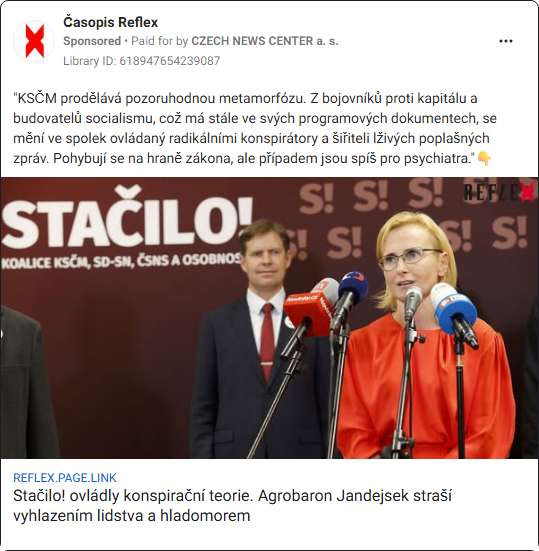 Časopis Reflex
Sponsored • Paid for by CZECH NEWS CENTER a. s.
Library ID: 618947654239087
"KSČM prodělává pozoruhodnou metamorfózu. Z bojovníků proti kapitálu a
budovatelů socialismu, což má stále ve svých programových dokumentech, se
mění ve spolek ovládaný radikálními konspirátory a šiřiteli lživých poplašných
zpráv. Pohybují se na hraně zákona, ale případem jsou spíš pro psychiatra."👇
S! S! S! S!
REFLEX
STAČILO!
S! S! S!
KOALICE KSČM, SD-SN, ČSNS A OSOBNOS
REFLEX.PAGE.LINK
Stačilo! ovládly konspirační teorie. Agrobaron Jandejsek straší
vyhlazením lidstva a hladomorem